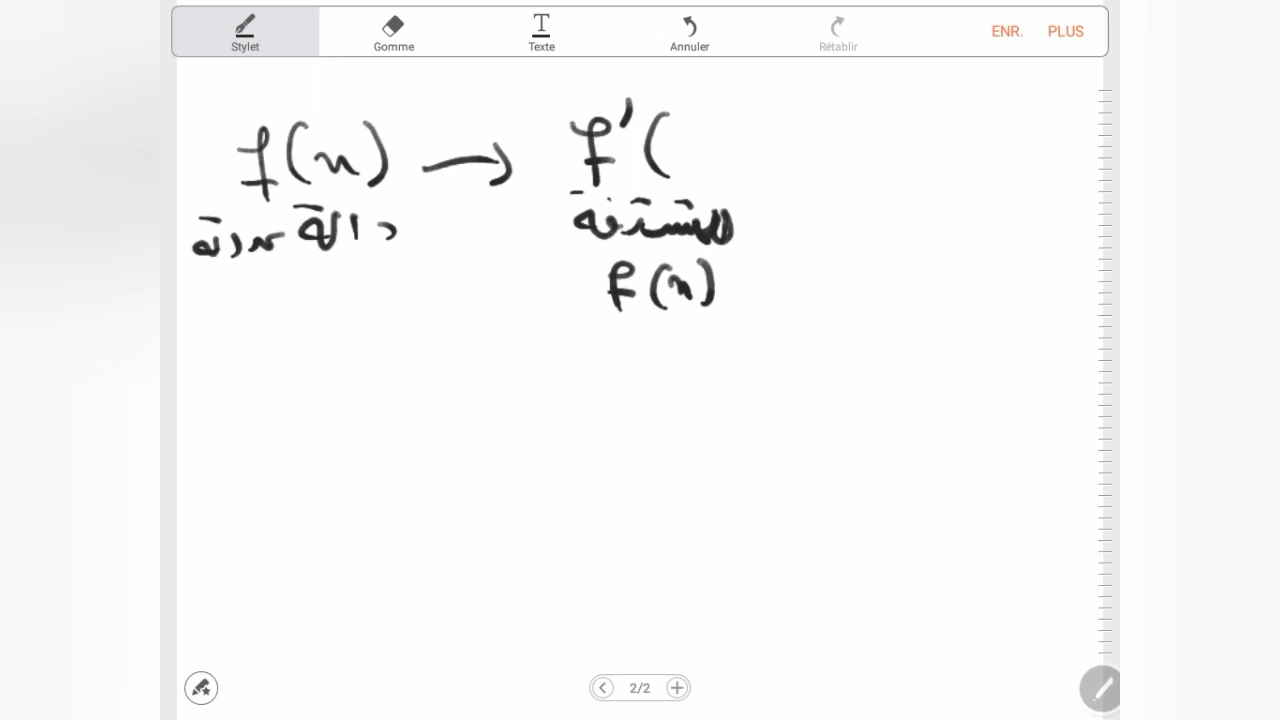 Stylet Gomme Texte Annuler Rétablir ENR. PLUS
f(x) → f'(
دالة عددية المشتقة
f(x)
2/2